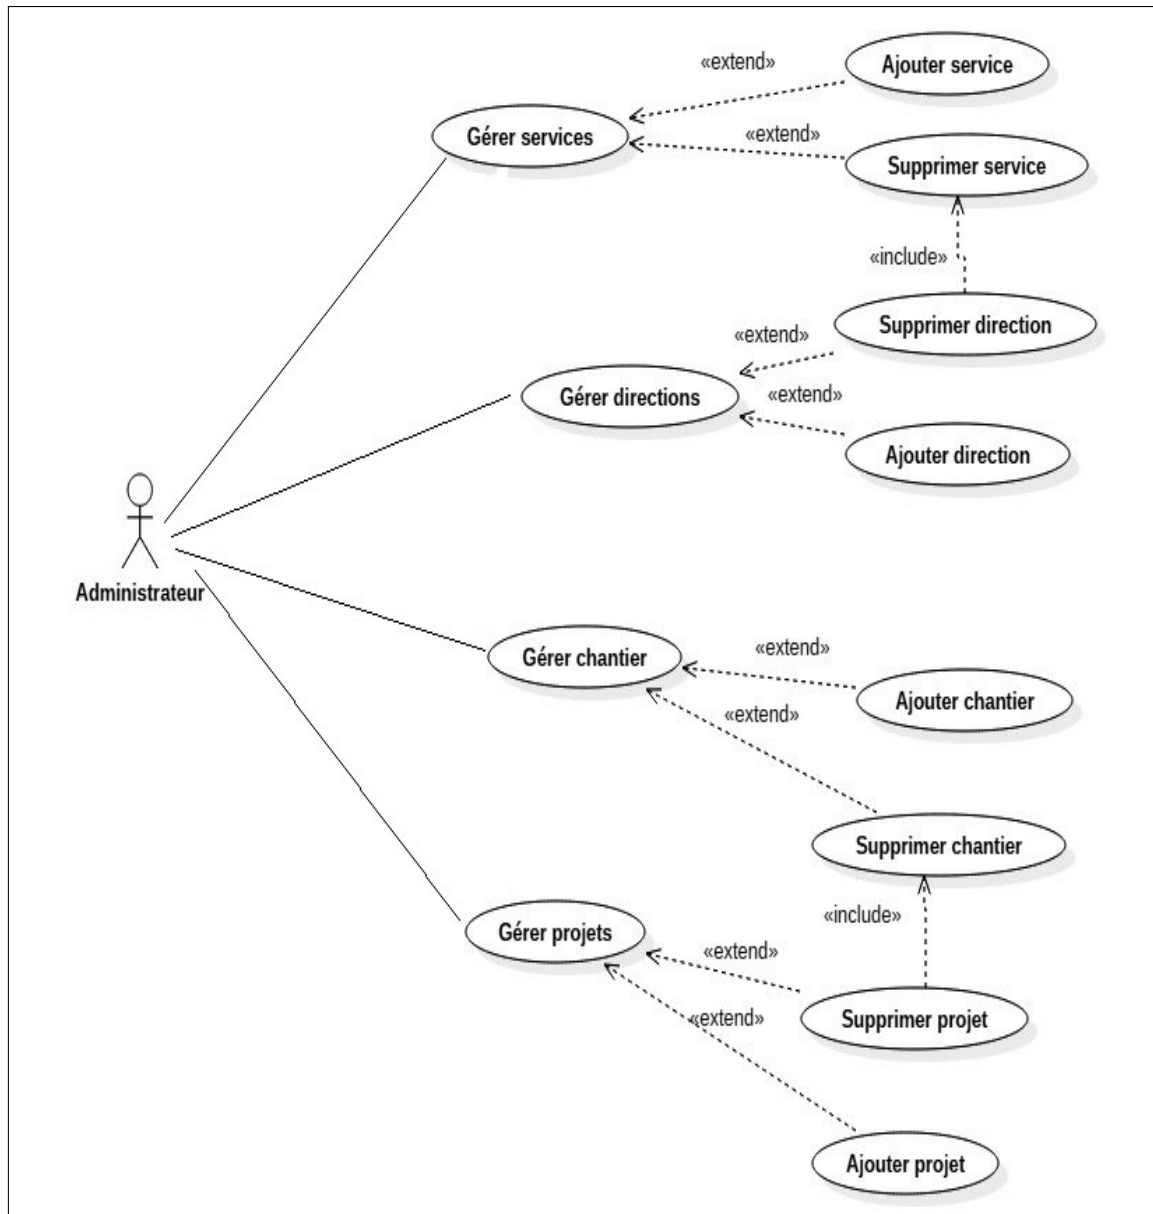 «extend»
Ajouter service
Gérer services
«extend»
Supprimer service
«include»
Supprimer direction
«extend»
Gérer directions
«extend»
Ajouter direction
Administrateur
Gérer chantier
«extend»
Ajouter chantier
«extend»
Supprimer chantier
«include»
Gérer projets
«extend»
Supprimer projet
«extend»
Ajouter projet